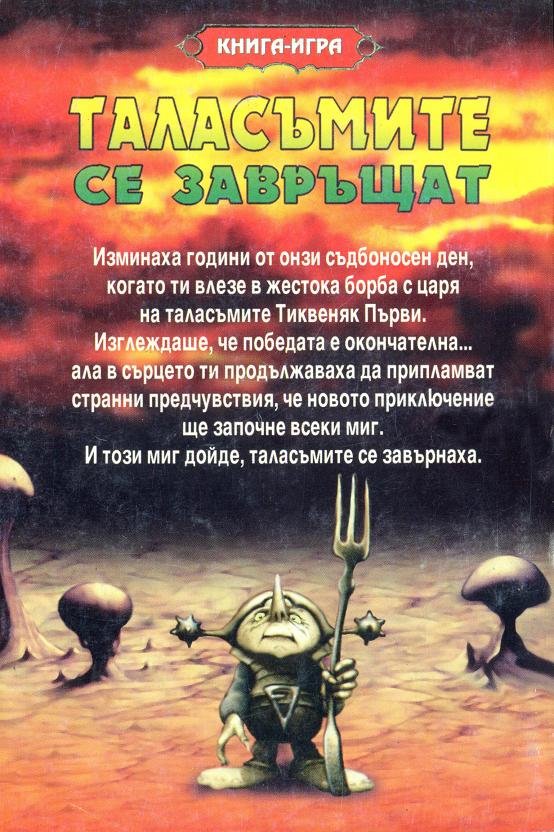 КНИГА-ИГРА
ТАЛАСЪМИТЕ
СЕ ЗАВРЪЩАТ
Изминаха години от онзи съдбоносен ден,
когато ти влезе в жестока борба с царя
на таласъмите Тиквеняк Първи.
Изглеждаше, че победата е окончателна...
ала в сърцето ти продължаваха да припламват
странни предчувствия, че новото приключение
ще започне всеки миг.
И този миг дойде, таласъмите се завърнаха.